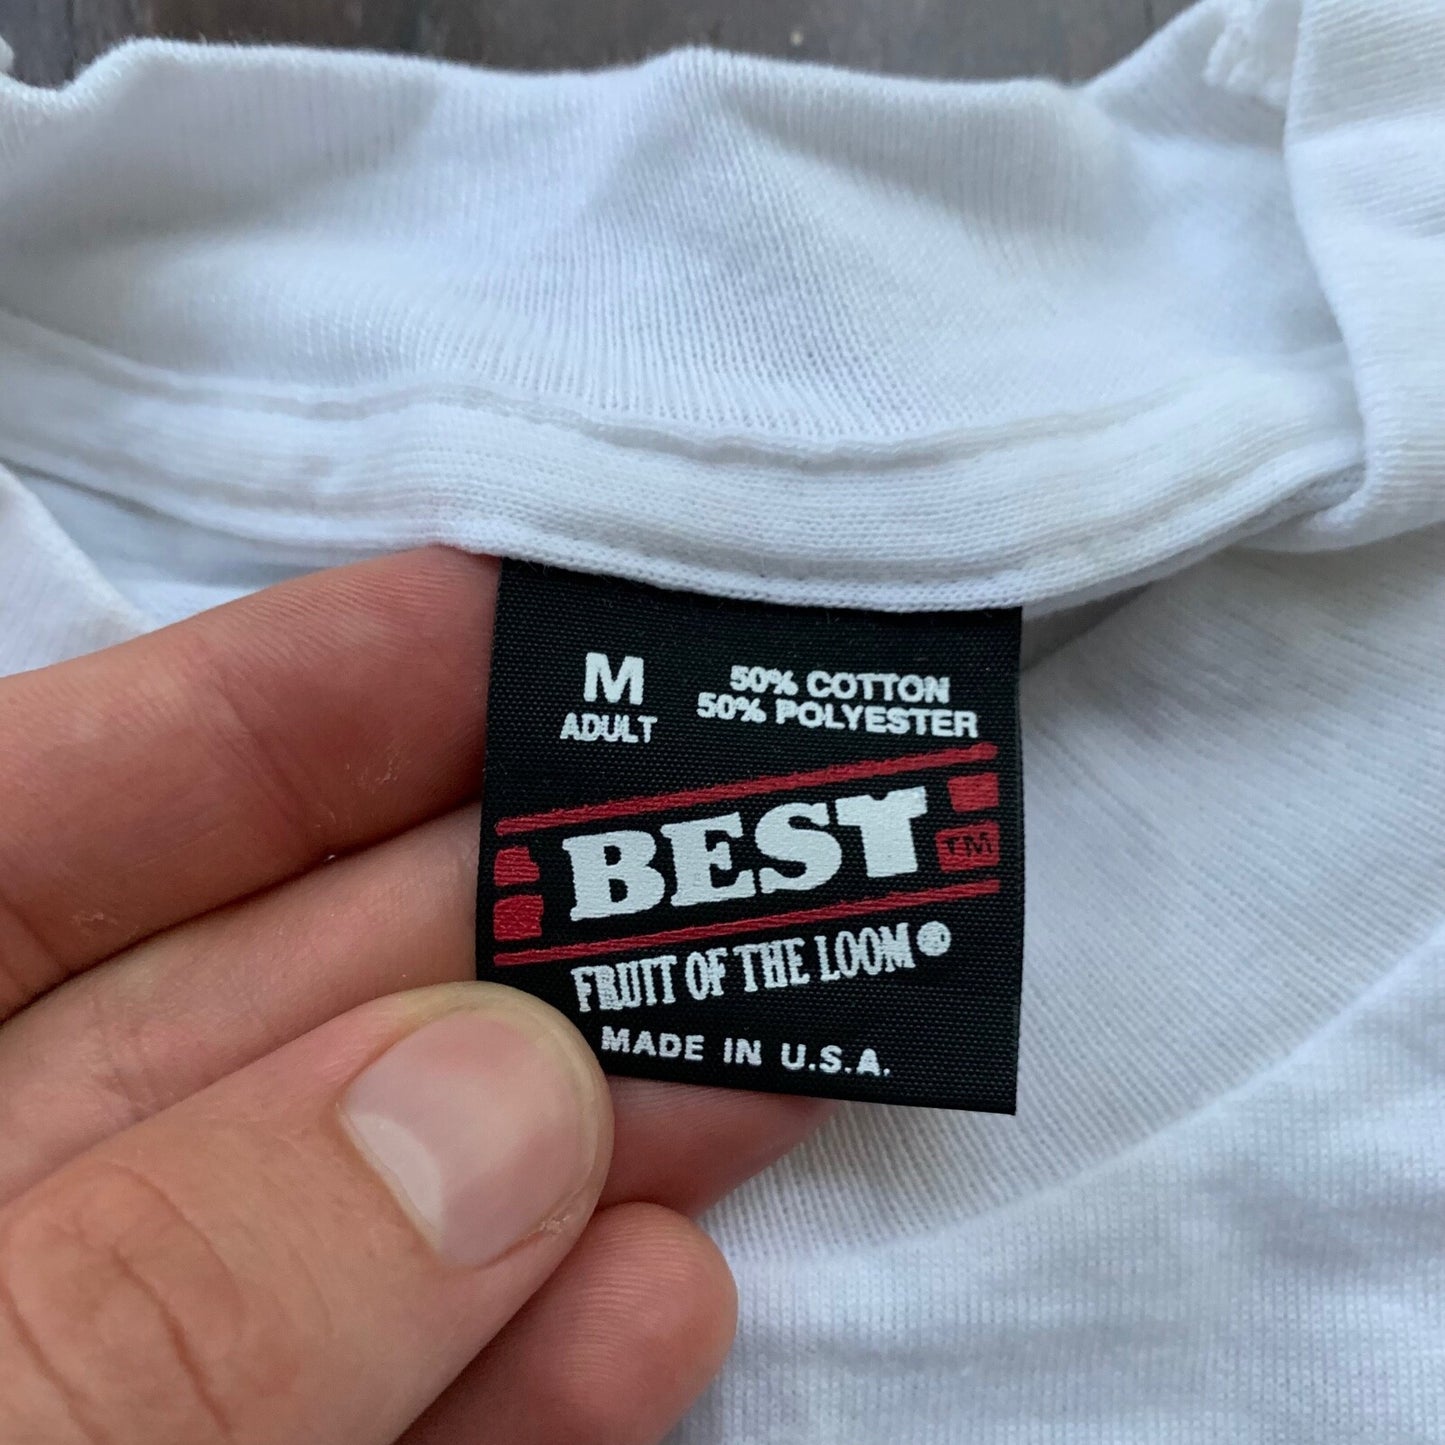 M
ADULT
50% COTTON
50% POLYESTER
BEST
TM
FRUIT OF THE LOOM®
MADE IN U.S.A.